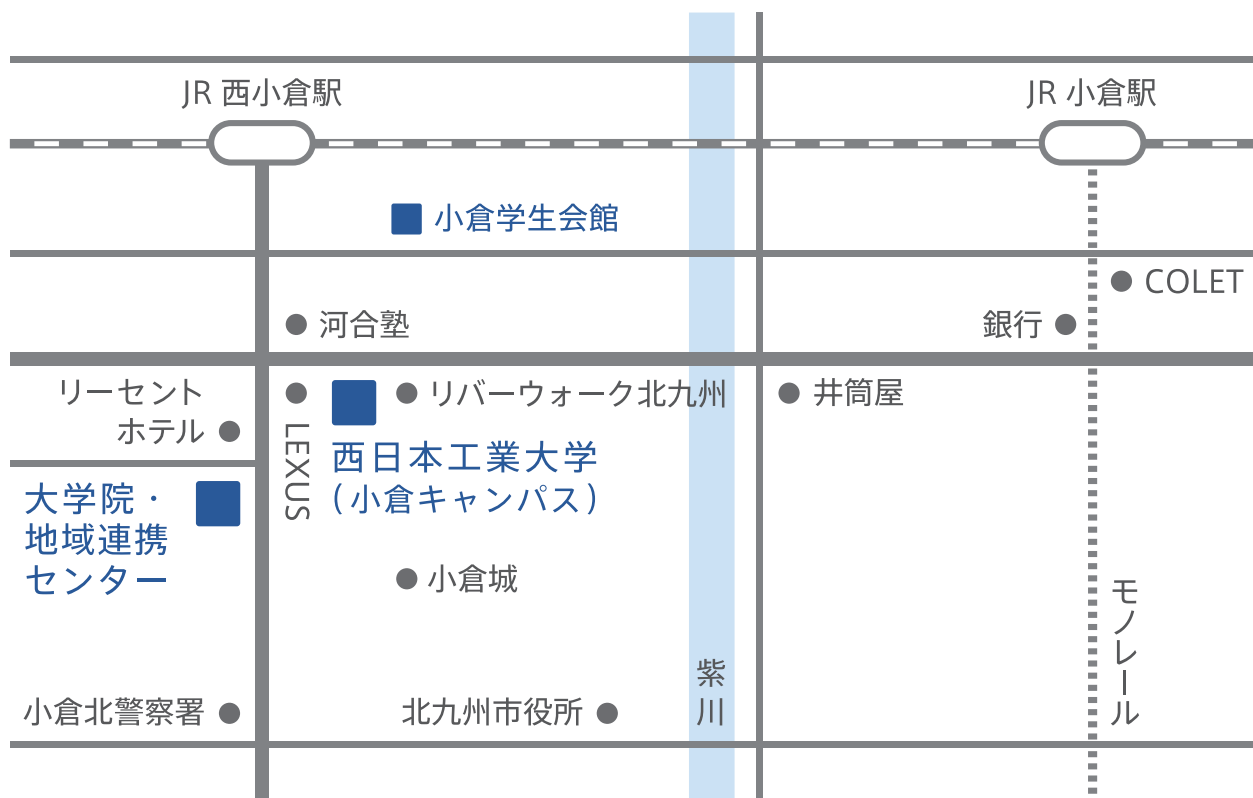 JR 西小倉駅
JR 小倉駅
小倉学生会館
COLET
河合塾
銀行
リーセント
ホテル
LEXUS
リバーウォーク北九州
井筒屋
西日本工業大学
(小倉キャンパス)
大学院・
地域連携
センター
小倉城
モノレール
紫川
小倉北警察署
北九州市役所